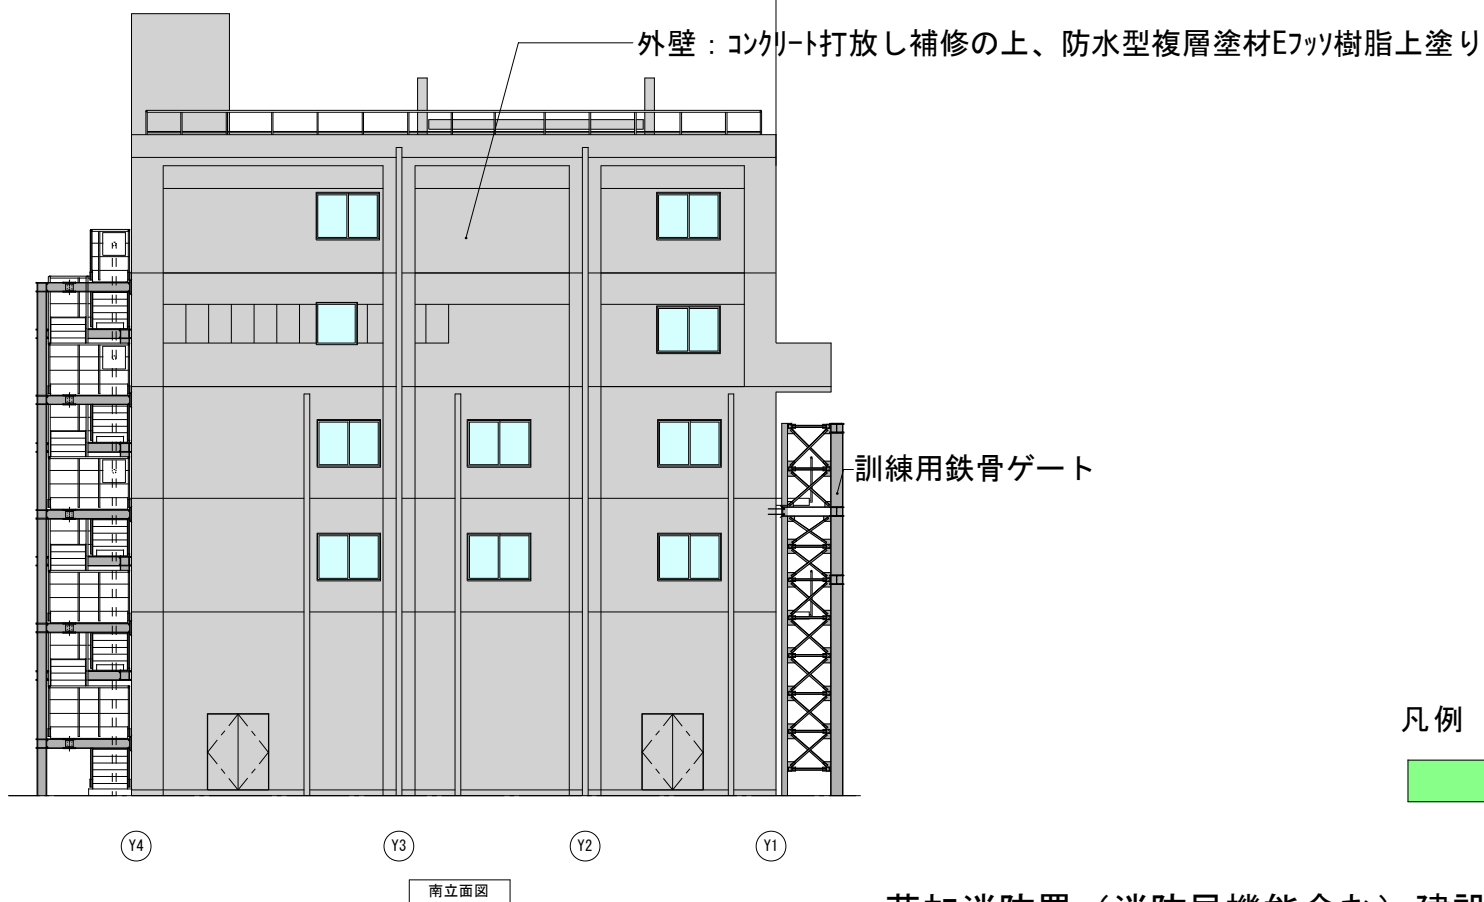 外壁：コンクリート打放し補修の上、防水型複層塗材Eフッソ樹脂上塗り
訓練用鉄骨ゲート
凡例
Y4 Y3 Y2 Y1
南立面図